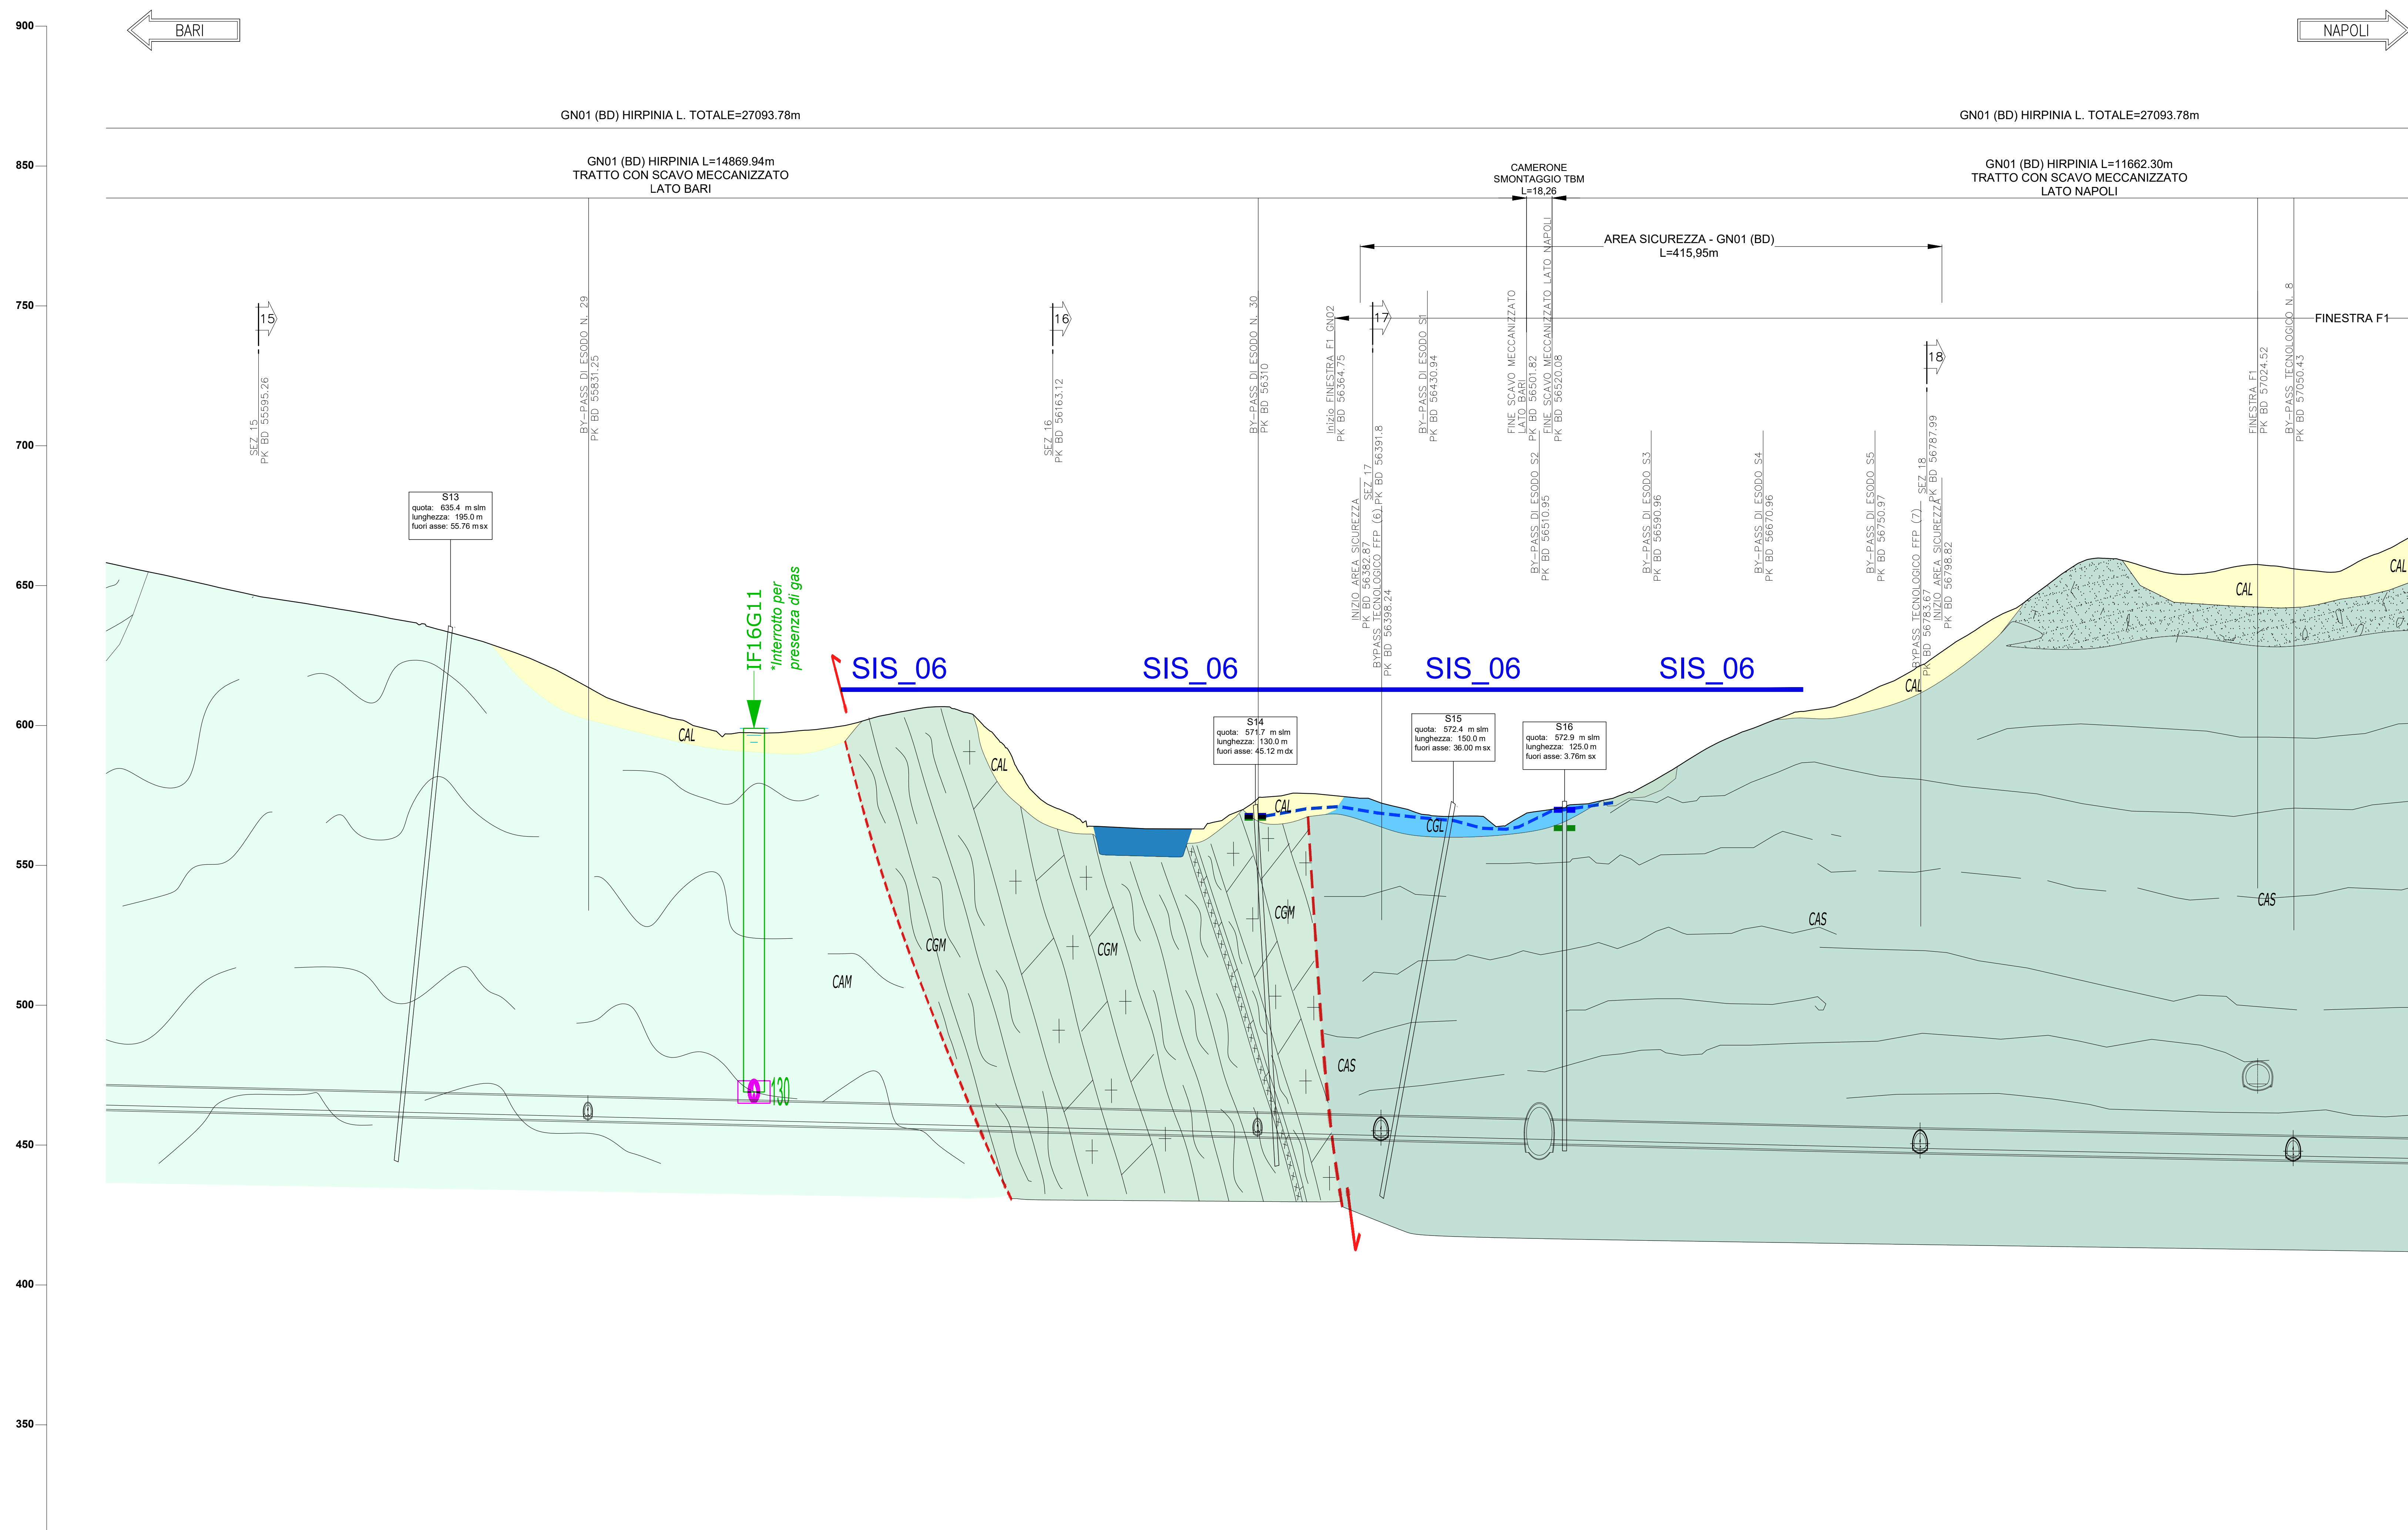 900
BARI
NAPOLI
GN01 (BD) HIRPINIA L. TOTALE=27093.78m
GN01 (BD) HIRPINIA L. TOTALE=27093.78m
850
GN01 (BD) HIRPINIA L=14869.94m
TRATTO CON SCAVO MECCANIZZATO
LATO BARI
CAMERONE
SMONTAGGIO TBM
L=18,26
GN01 (BD) HIRPINIA L=11662.30m
TRATTO CON SCAVO MECCANIZZATO
LATO NAPOLI
AREA SICUREZZA - GN01 (BD)
L=415,95m
750
15
16
17
18
FINESTRA F1
SEZ 15
PK BD 55595.26
BY-PASS DI ESODO N. 29
PK BD 55831.25
SEZ 16
PK BD 56163.12
BY-PASS DI ESODO N. 30
PK BD 56310
Inizio FINESTRA F1 GN02
PK BD 56364.75
INIZIO AREA SICUREZZA
PK BD 56382.87
SEZ 17
PK BD 56391.8
BYPASS TECNOLOGICO FFP (6)
PK BD 56398.24
BY-PASS DI ESODO S1
PK BD 56430.94
FINE SCAVO MECCANIZZATO
LATO BARI
PK BD 56501.82
FINE SCAVO MECCANIZZATO LATO NAPOLI
PK BD 56520.08
BY-PASS DI ESODO S2
PK BD 56510.95
BY-PASS DI ESODO S3
PK BD 56590.96
BY-PASS DI ESODO S4
PK BD 56670.96
BY-PASS DI ESODO S5
PK BD 56750.97
BYPASS TECNOLOGICO FFP (7)
PK BD 56783.67
SEZ 18
PK BD 56787.99
INIZIO AREA SICUREZZA
PK BD 56798.82
FINESTRA F1
PK BD 57024.52
BY-PASS TECNOLOGICO N. 8
PK BD 57050.43
700
S13
quota: 635.4 m slm
lunghezza: 195.0 m
fuori asse: 55.76 m sx
650
IF16G11
*Interrotto per
presenza di gas
SIS_06
SIS_06
SIS_06
SIS_06
CAL
CAL
CAL
600
S14
quota: 571.7 m slm
lunghezza: 130.0 m
fuori asse: 45.12 m dx
S15
quota: 572.4 m slm
lunghezza: 150.0 m
fuori asse: 36.00 m sx
S16
quota: 572.9 m slm
lunghezza: 125.0 m
fuori asse: 3.76m sx
CAL
CAL
CAL
CGL
550
CAS
CGM
CAS
CGM
CGM
CAM
500
CAS
130
450
400
350